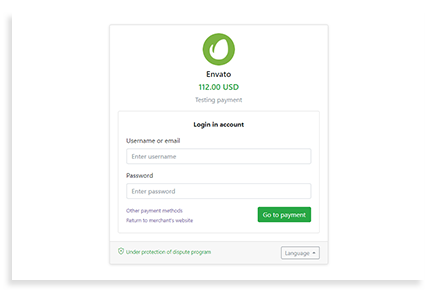 Envato
112.00 USD
Testing payment
Login in account
Username or email
Enter username
Password
Enter password
Other payment methods
Return to merchant's website
Go to payment
Under protection of dispute program
Language